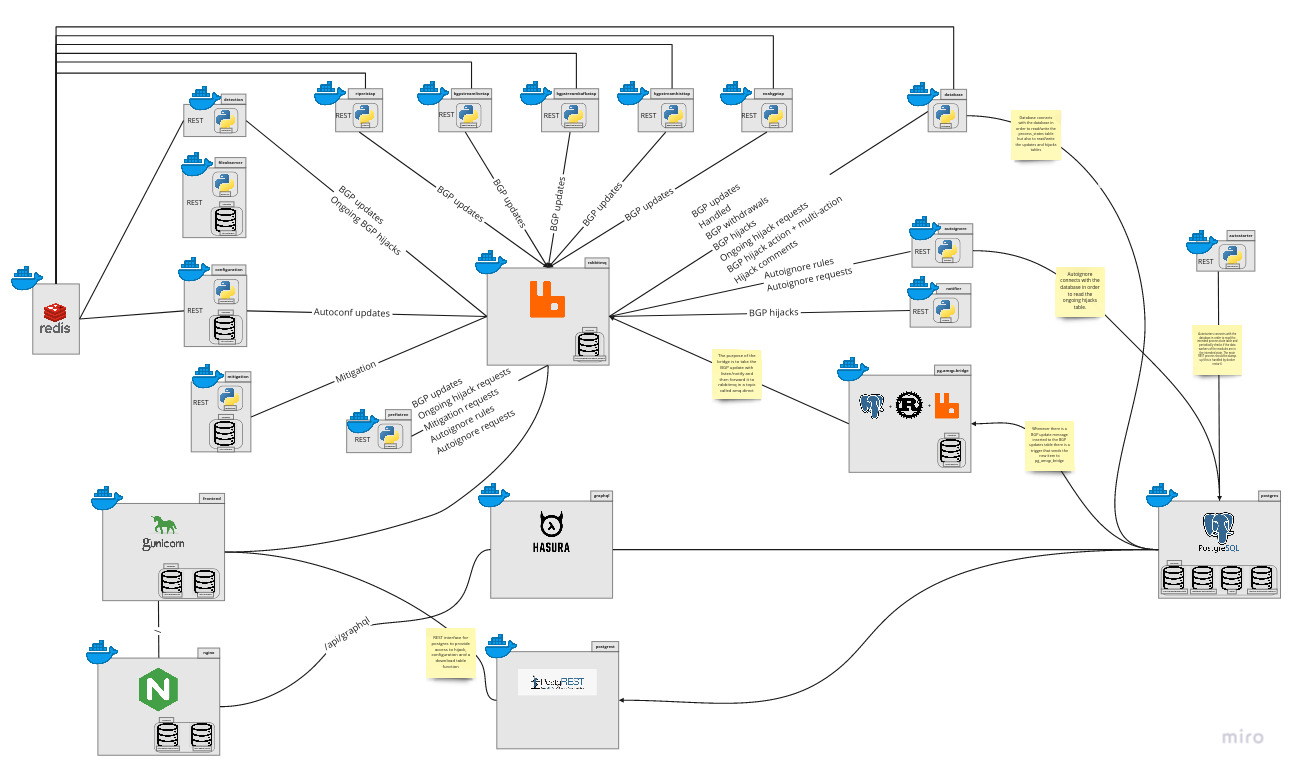 detection
REST
riperistap
REST
bgpstreamlivetap
REST
bgpstreamkafkatap
REST
bgpstreamhisttap
REST
exabgptap
REST
database
Database connects
with the database in
order to read/write the
process_states table
but also to read/write
the updates and hijacks
tables
fileobserver
REST
BGP updates
Ongoing BGP hijacks
BGP updates
BGP updates
BGP updates
BGP updates
BGP updates
BGP updates
Handled
BGP withdrawals
BGP hijacks
Ongoing hijack requests
BGP hijack action + multi-action
Hijack comments
autoignore
REST
Autoignore rules
Autoignore requests
Autoignore
connects with the
database in order
to read the
ongoing hijacks
table.
autostarter
REST
configuration
REST
redis
Autoconf updates
rabbitmq
BGP hijacks
notifier
REST
mitigation
REST
Mitigation
The purpose of the
bridge is to take the
BGP update with
listen/notify and
then forward it to
rabbitmq in a topic
called amq.direct
pg-amqp-bridge
+
+
prefixtree
REST
BGP updates
Ongoing hijack requests
Mitigation requests
Autoignore rules
Autoignore requests
Whenever there is a
BGP update message
inserted to the BGP
updates table there is a
trigger that sends the
new item to
pg_amqp_bridge
frontend
gunicorn
graphql
HASURA
postgres
PostgreSQL
/
/api/graphql
REST interface for
postgres to provide
access to hijack,
configuration and a
download table
function
nginx
N
postgrest
PostgREST
miro